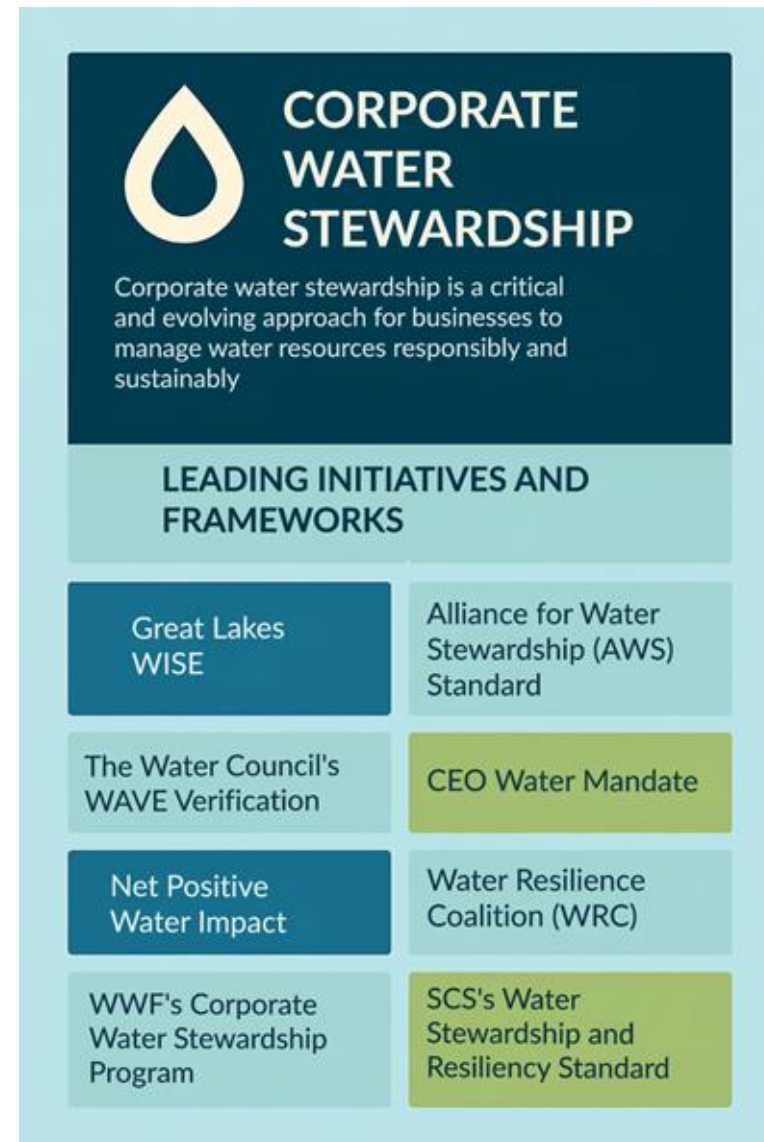 CORPORATE
WATER
STEWARDSHIP
Corporate water stewardship is a critical
and evolving approach for businesses to
manage water resources responsibly and
sustainably
LEADING INITIATIVES AND
FRAMEWORKS
Great Lakes
WISE
Alliance for Water
Stewardship (AWS)
Standard
The Water Council's
WAVE Verification
CEO Water Mandate
Net Positive
Water Impact
Water Resilience
Coalition (WRC)
WWF's Corporate
Water Stewardship
Program
SCS's Water
Stewardship and
Resiliency Standard